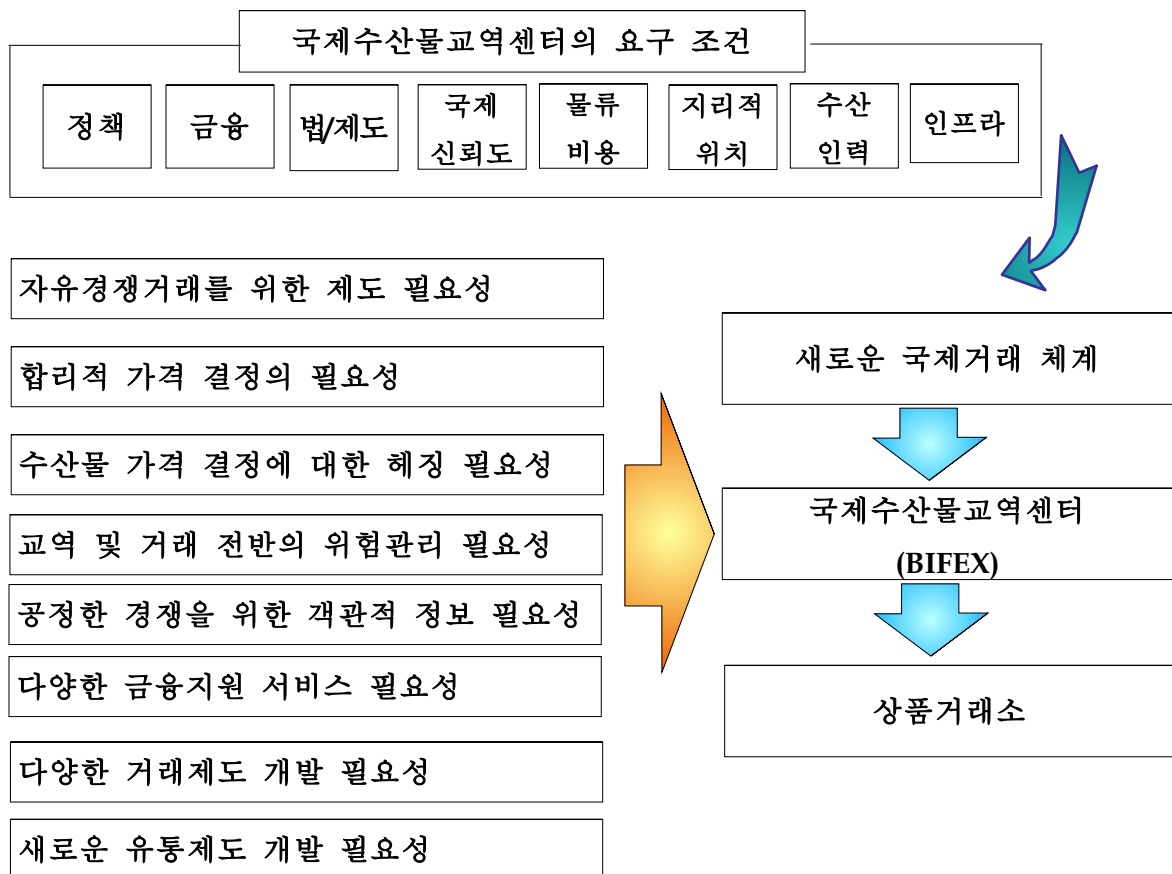 국제수산물교역센터의 요구 조건
정책
금융
법/제도
국제
신뢰도
물류
비용
지리적
위치
수산
인력
인프라
자유경쟁거래를 위한 제도 필요성
합리적 가격 결정의 필요성
수산물 가격 결정에 대한 헤징 필요성
교역 및 거래 전반의 위험관리 필요성
공정한 경쟁을 위한 객관적 정보 필요성
다양한 금융지원 서비스 필요성
다양한 거래제도 개발 필요성
새로운 유통제도 개발 필요성
새로운 국제거래 체계
국제수산물교역센터
(BIFEX)
상품거래소